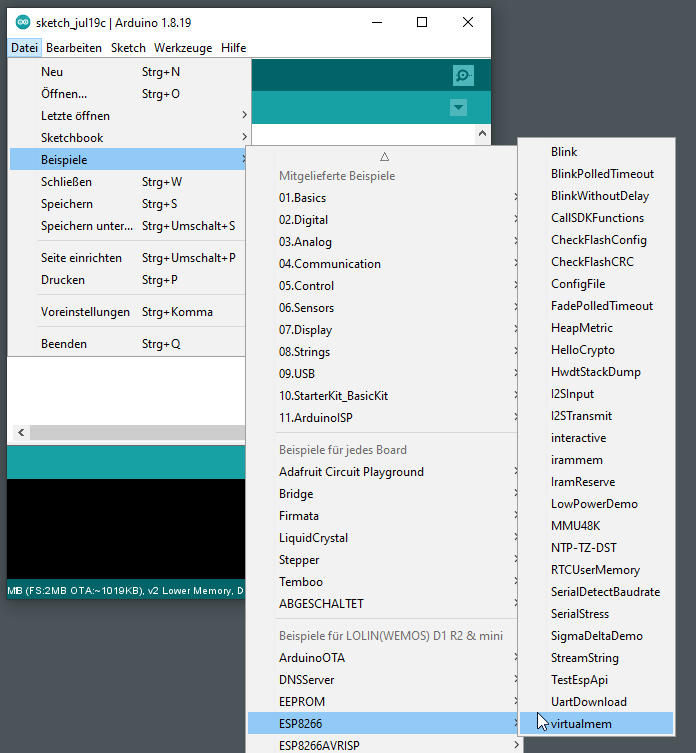 sketch_jul19c | Arduino 1.8.19
Datei Bearbeiten Sketch Werkzeuge Hilfe
Neu Strg+N
Öffnen... Strg+O
Letzte öffnen
Sketchbook
Beispiele
Schließen Strg+W
Speichern Strg+S
Speichern unter... Strg+Umschalt+S
Seite einrichten Strg+Umschalt+P
Drucken Strg+P
Voreinstellungen Strg+Komma
Beenden Strg+Q
MB (FS:2MB OTA:~1019KB), v2 Lower Memory, D
Mitgelieferte Beispiele
01.Basics
02.Digital
03.Analog
04.Communication
05.Control
06.Sensors
07.Display
08.Strings
09.USB
10.StarterKit_BasicKit
11.ArduinoISP
Beispiele für jedes Board
Adafruit Circuit Playground
Bridge
Firmata
LiquidCrystal
Stepper
Temboo
ABGESCHALTET
Beispiele für LOLIN(WEMOS) D1 R2 & mini
ArduinoOTA
DNSServer
EEPROM
ESP8266
ESP8266AVRISP
Blink
BlinkPolledTimeout
BlinkWithoutDelay
CallSDKFunctions
CheckFlashConfig
CheckFlashCRC
ConfigFile
FadePolledTimeout
HeapMetric
HelloCrypto
HwdtStackDump
I2SInput
I2STransmit
interactive
irammem
IramReserve
LowPowerDemo
MMU48K
NTP-TZ-DST
RTCUserMemory
SerialDetectBaudrate
SerialStress
SigmaDeltaDemo
StreamString
TestEspApi
UartDownload
virtualmem